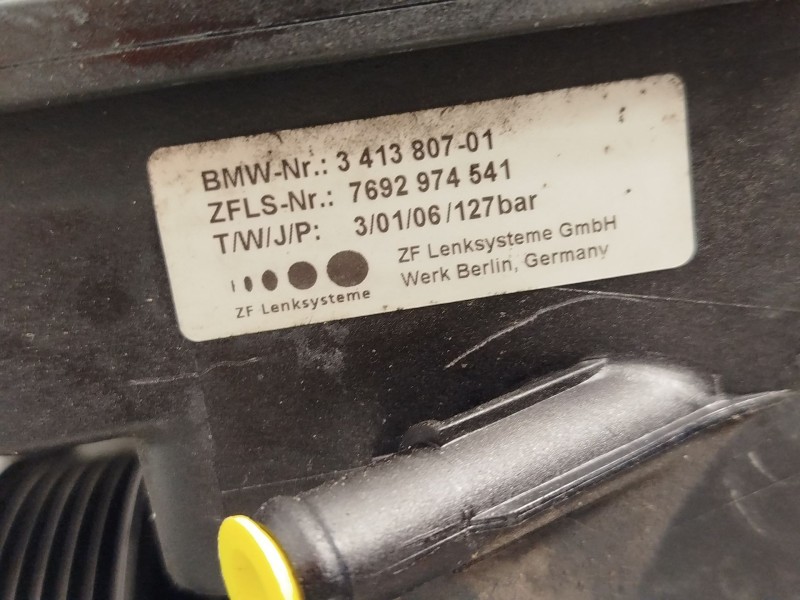 BMW-Nr.: 3 413 807-01
ZFLS-Nr.: 7692 974 541
T/W/J/P: 3/01/06/127bar
ZF Lenksysteme GmbH
Werk Berlin, Germany
ZF Lenksysteme